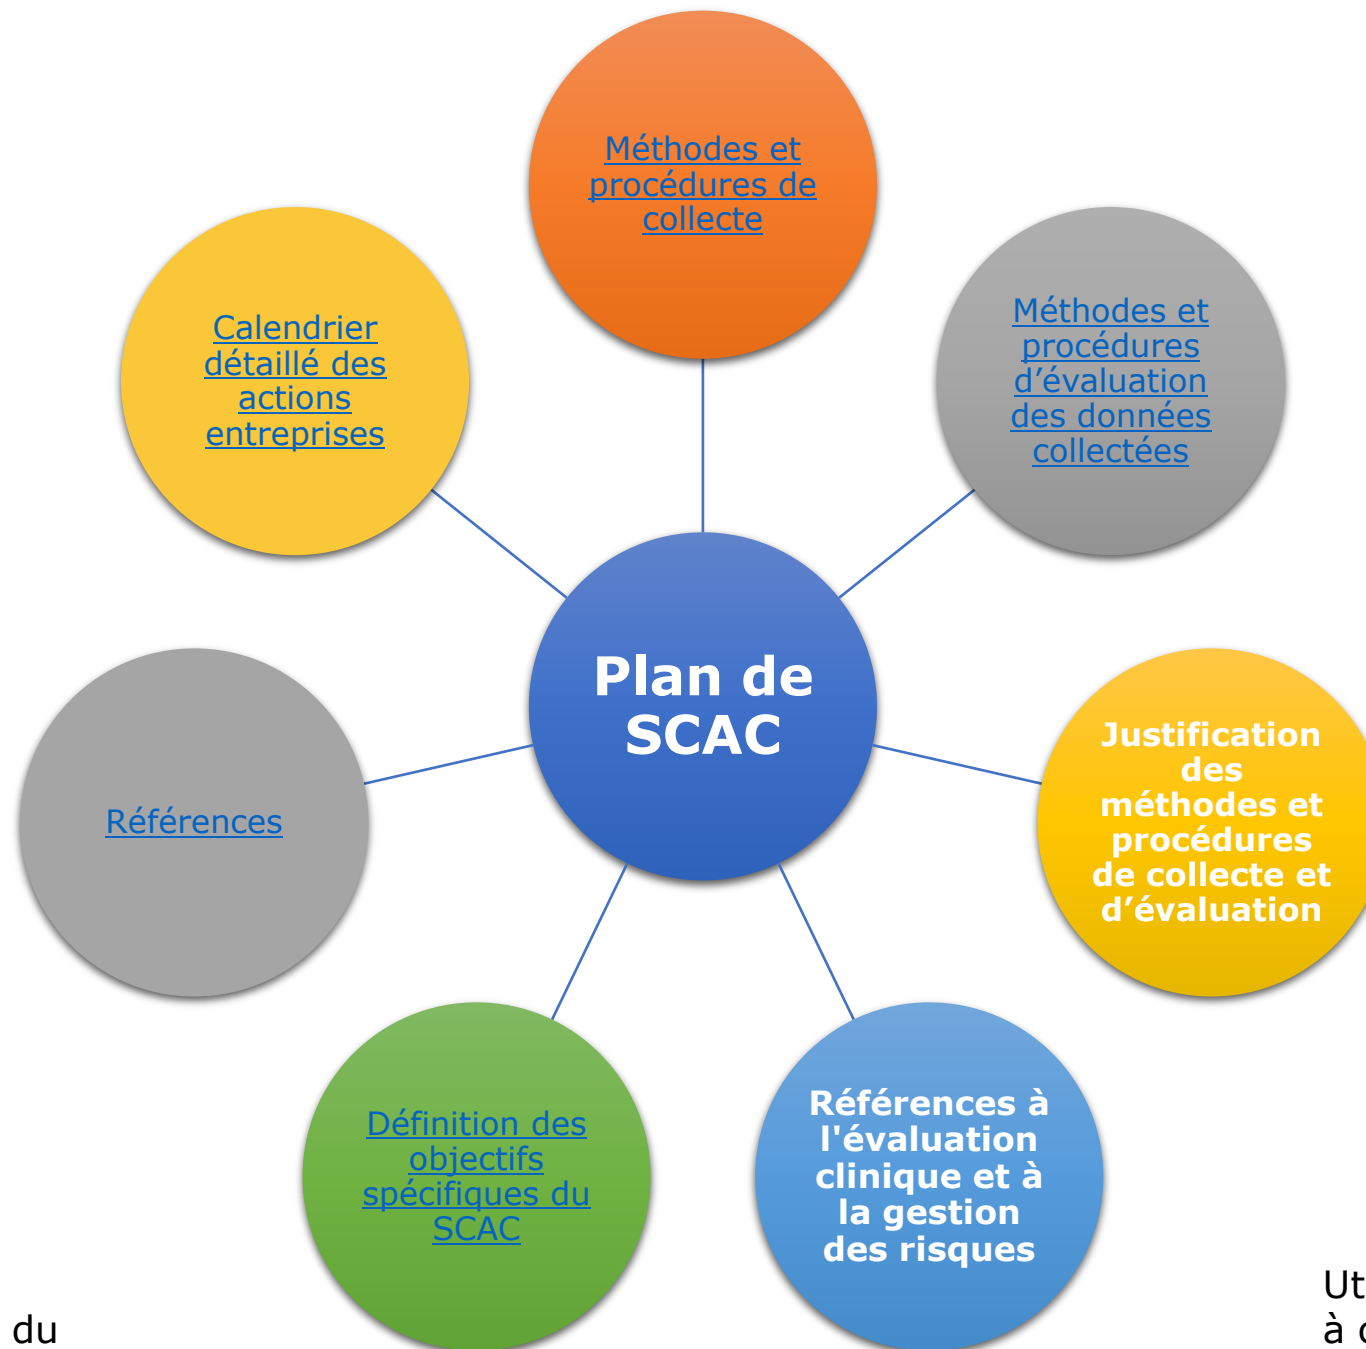 Méthodes et
procédures de
collecte
Méthodes et
procédures
d’évaluation
des données
collectées
Calendrier
détaillé des
actions
entreprises
Plan de
SCAC
Justification
des
méthodes et
procédures
de collecte et
d’évaluation
Références
Références à
l'évaluation
clinique et à
la gestion
des risques
Définition des
objectifs
spécifiques du
SCAC
du
à